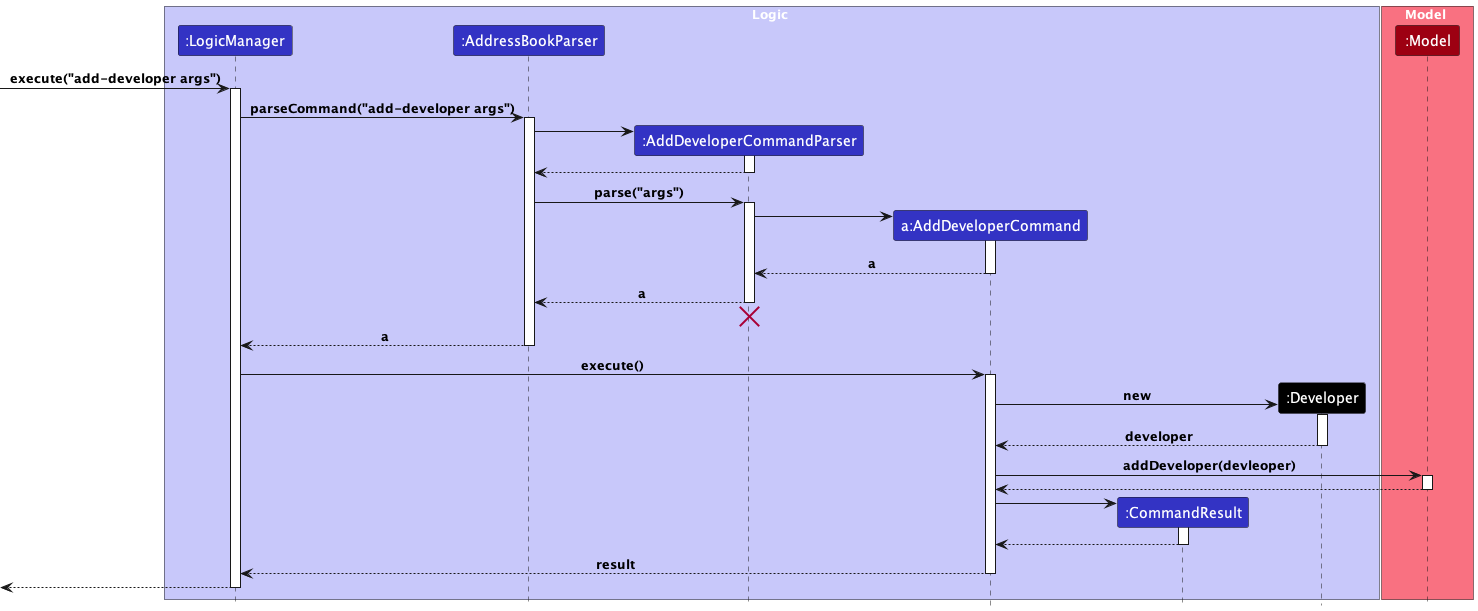 Logic
Model
:LogicManager
:AddressBookParser
:Model
execute("add-developer args")
parseCommand("add-developer args")
:AddDeveloperCommandParser
parse("args")
a:AddDeveloperCommand
a
a
a
execute()
new
:Developer
developer
addDeveloper(devleoper)
:CommandResult
result